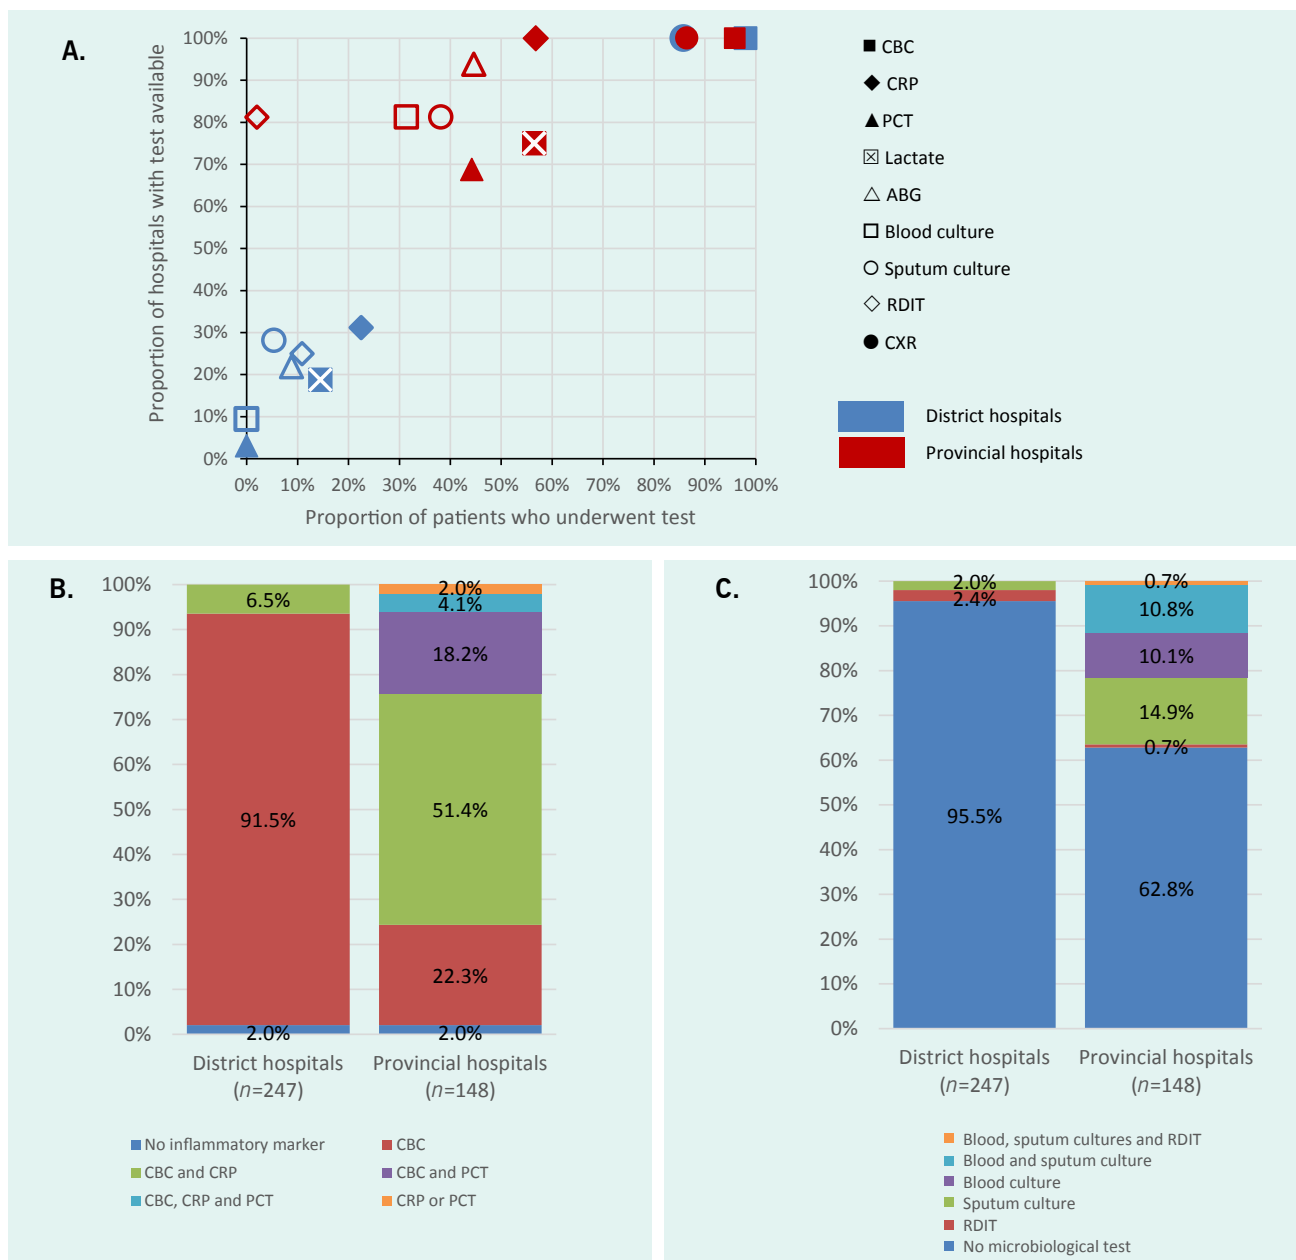 A.
Proportion of hospitals with test available
100%
90%
80%
70%
60%
50%
40%
30%
20%
10%
0%
0% 10% 20% 30% 40% 50% 60% 70% 80% 90% 100%
Proportion of patients who underwent test
CBC
CRP
PCT
Lactate
ABG
Blood culture
Sputum culture
RDIT
CXR
District hospitals
Provincial hospitals
B.
100%
90%
80%
70%
60%
50%
40%
30%
20%
10%
0%
6.5%
91.5%
2.0%
2.0%
4.1%
18.2%
51.4%
22.3%
2.0%
District hospitals
(n=247)
Provincial hospitals
(n=148)
No inflammatory marker
CBC
CBC and CRP
CBC and PCT
CBC, CRP and PCT
CRP or PCT
C.
100%
90%
80%
70%
60%
50%
40%
30%
20%
10%
0%
2.0%
2.4%
95.5%
0.7%
10.8%
10.1%
14.9%
0.7%
62.8%
District hospitals
(n=247)
Provincial hospitals
(n=148)
Blood, sputum cultures and RDIT
Blood and sputum culture
Blood culture
Sputum culture
RDIT
No microbiological test